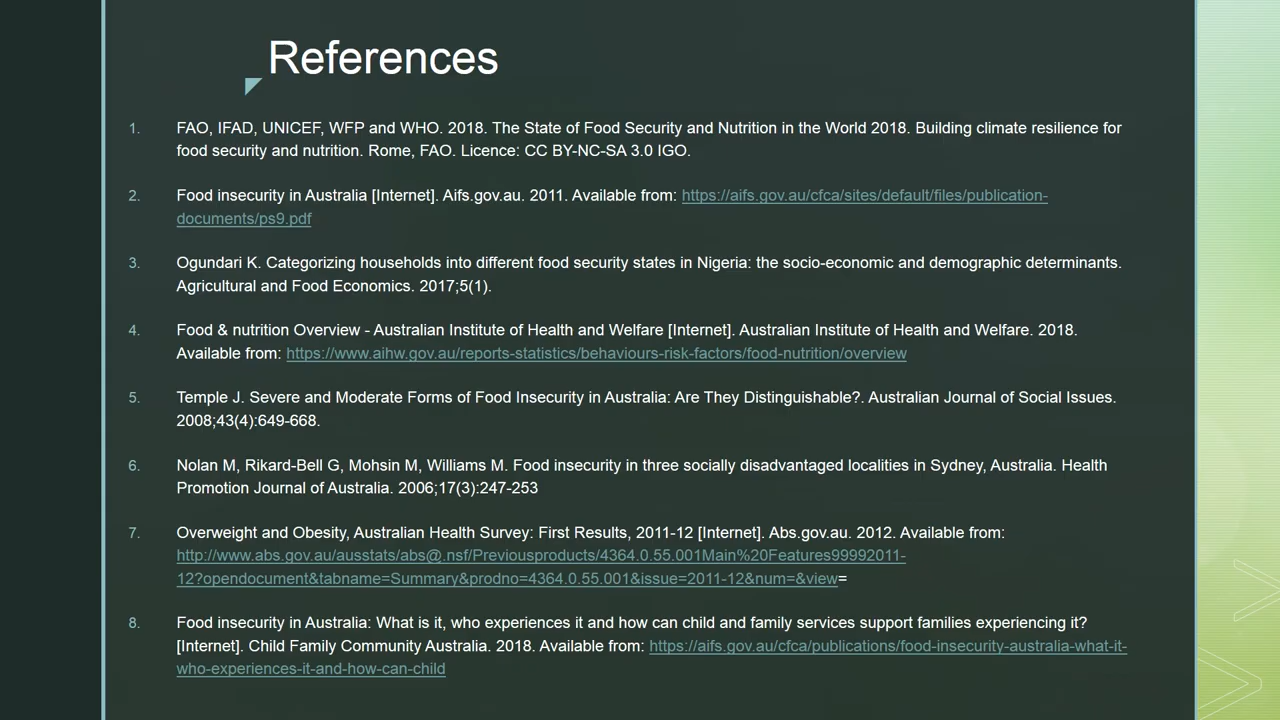 References
1. FAO, IFAD, UNICEF, WFP and WHO. 2018. The State of Food Security and Nutrition in the World 2018. Building climate resilience for
food security and nutrition. Rome, FAO. Licence: CC BY-NC-SA 3.0 IGO.
2. Food insecurity in Australia [Internet]. Aifs.gov.au. 2011. Available from: https://aifs.gov.au/cfca/sites/default/files/publication-
documents/ps9.pdf
3. Ogundari K. Categorizing households into different food security states in Nigeria: the socio-economic and demographic determinants.
Agricultural and Food Economics. 2017;5(1).
4. Food & nutrition Overview - Australian Institute of Health and Welfare [Internet]. Australian Institute of Health and Welfare. 2018.
Available from: https://www.aihw.gov.au/reports-statistics/behaviours-risk-factors/food-nutrition/overview
5. Temple J. Severe and Moderate Forms of Food Insecurity in Australia: Are They Distinguishable?. Australian Journal of Social Issues.
2008;43(4):649-668.
6. Nolan M, Rikard-Bell G, Mohsin M, Williams M. Food insecurity in three socially disadvantaged localities in Sydney, Australia. Health
Promotion Journal of Australia. 2006;17(3):247-253
7. Overweight and Obesity, Australian Health Survey: First Results, 2011-12 [Internet]. Abs.gov.au. 2012. Available from:
http://www.abs.gov.au/ausstats/abs@.nsf/Previousproducts/4364.0.55.001Main%20Features99992011-
12?opendocument&tabname=Summary&prodno=4364.0.55.001&issue=2011-12&num=&view=
8. Food insecurity in Australia: What is it, who experiences it and how can child and family services support families experiencing it?
[Internet]. Child Family Community Australia. 2018. Available from: https://aifs.gov.au/cfca/publications/food-insecurity-australia-what-it-
who-experiences-it-and-how-can-child